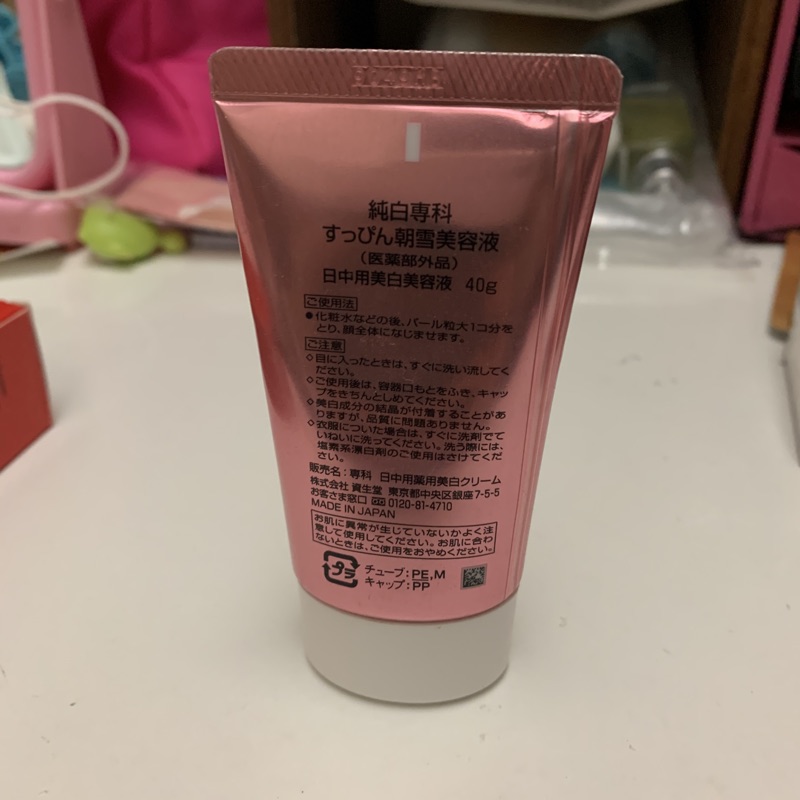 純白専科
すっぴん朝雪美容液
（医薬部外品）
日中用美白美容液 40g
ご使用法
●化粧水などの後、パール粒大1コ分を
とり、顔全体になじませます。
ご注意
◇目に入ったときは、すぐに洗い流してく
ださい。
◇ご使用後は、容器口もとをふき、キャッ
プをきちんとしめてください。
◇美白成分の結晶が付着することがあ
りますが、品質に問題ありません。
◇衣服についた場合は、すぐに洗剤でて
いねいに洗ってください。洗う際には、
塩素系漂白剤のご使用はさけてくだ
さい。
販売名：専科 日中用薬用美白クリーム
株式会社 資生堂 東京都中央区銀座7-5-5
お客さま窓口 0120-81-4710
MADE IN JAPAN
お肌に異常が生じていないかよく注
意して使用してください。お肌に合わ
ないときは、ご使用をおやめください。
プラ
チューブ：PE,M
キャップ：PP